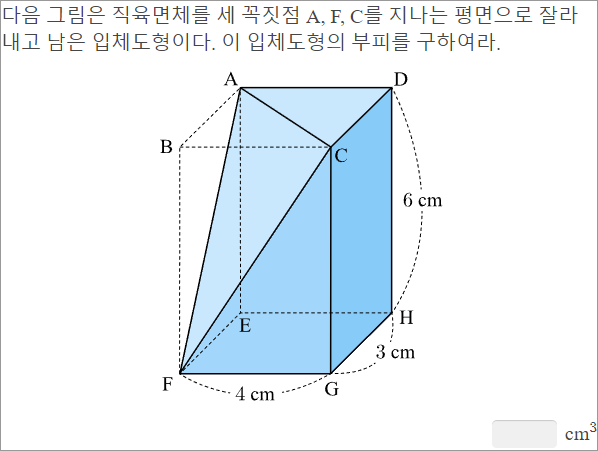 다음 그림은 직육면체를 세 꼭짓점 A, F, C를 지나는 평면으로 잘라
내고 남은 입체도형이다. 이 입체도형의 부피를 구하여라.
A
D
B
C
6 cm
E
H
3 cm
F
4 cm
G
cm³